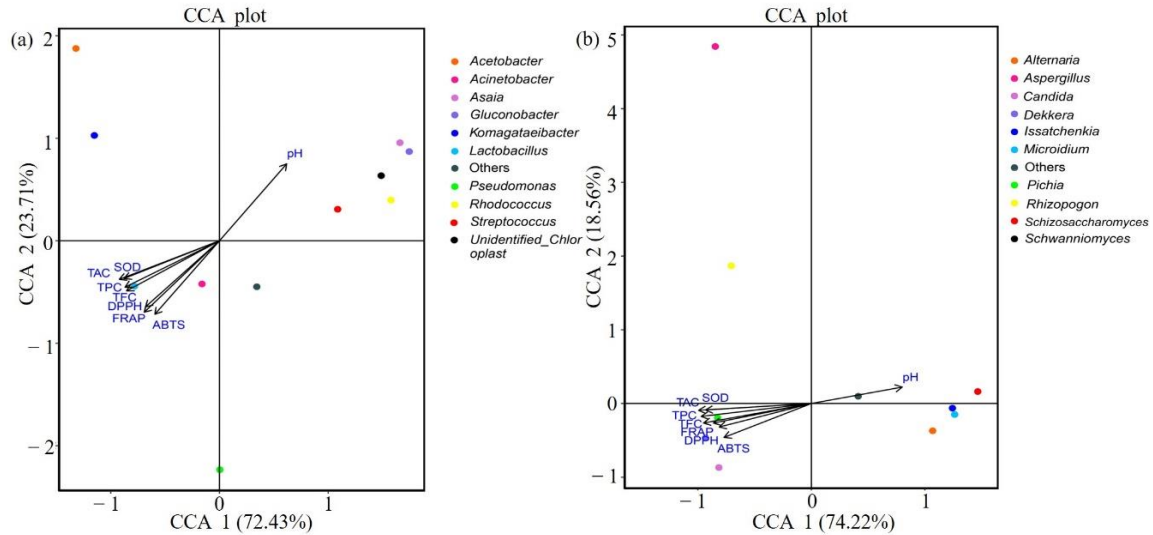 CCA plot
(a)
2
1
0
− 1
− 2
CCA 2 (23.71%)
pH
TAC SOD
TPC
TFC
DPPH
FRAP ABTS
− 1
0
1
CCA 1 (72.43%)
Acetobacter
Acinetobacter
Asaia
Gluconobacter
Komagataeibacter
Lactobacillus
Others
Pseudomonas
Rhodococcus
Streptococcus
Unidentified_Chlor
oplast
CCA plot
(b)
5
4
3
2
1
0
− 1
CCA 2 (18.56%)
pH
TAC SOD
TPC
TFC
FRAP
DPPH
ABTS
− 1
0
1
CCA 1 (74.22%)
Alternaria
Aspergillus
Candida
Dekkera
Issatchenkia
Microidium
Others
Pichia
Rhizopogon
Schizosaccharomyces
Schwanniomyces